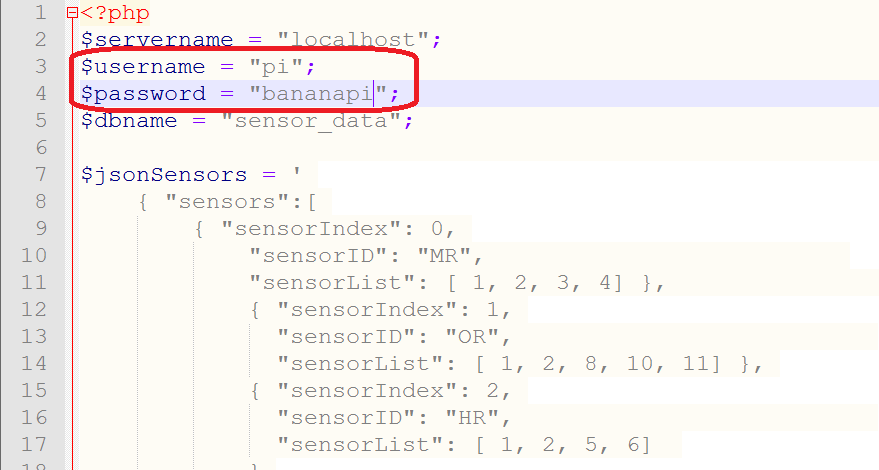 1 <?php
2 $servername = "localhost";
3 $username = "pi";
4 $password = "bananapi";
5 $dbname = "sensor_data";
6
7 $jsonSensors = '
8 { "sensors":[
9 { "sensorIndex": 0,
10 "sensorID": "MR",
11 "sensorList": [ 1, 2, 3, 4] },
12 { "sensorIndex": 1,
13 "sensorID": "OR",
14 "sensorList": [ 1, 2, 8, 10, 11] },
15 { "sensorIndex": 2,
16 "sensorID": "HR",
17 "sensorList": [ 1, 2, 5, 6]
18 }